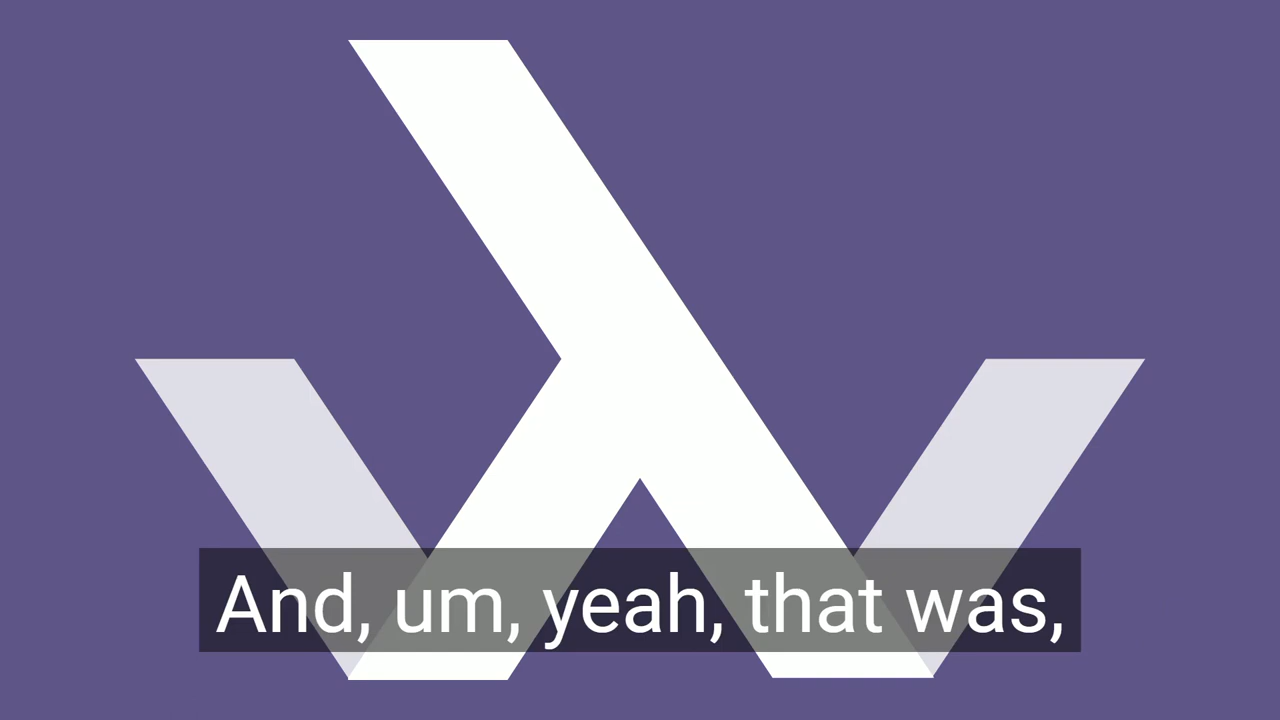 And, um, yeah, that was,